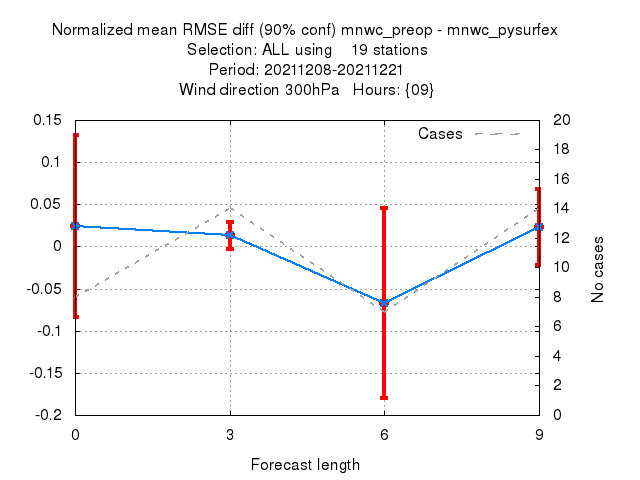 Normalized mean RMSE diff (90% conf) mnwc_preop - mnwc_pysurfex
Selection: ALL using 19 stations
Period: 20211208-20211221
Wind direction 300hPa Hours: {09}
Cases
0.15
0.1
0.05
0
-0.05
-0.1
-0.15
-0.2
20
18
16
14
12
10
8
6
4
2
0
No cases
0 3 6 9
Forecast length